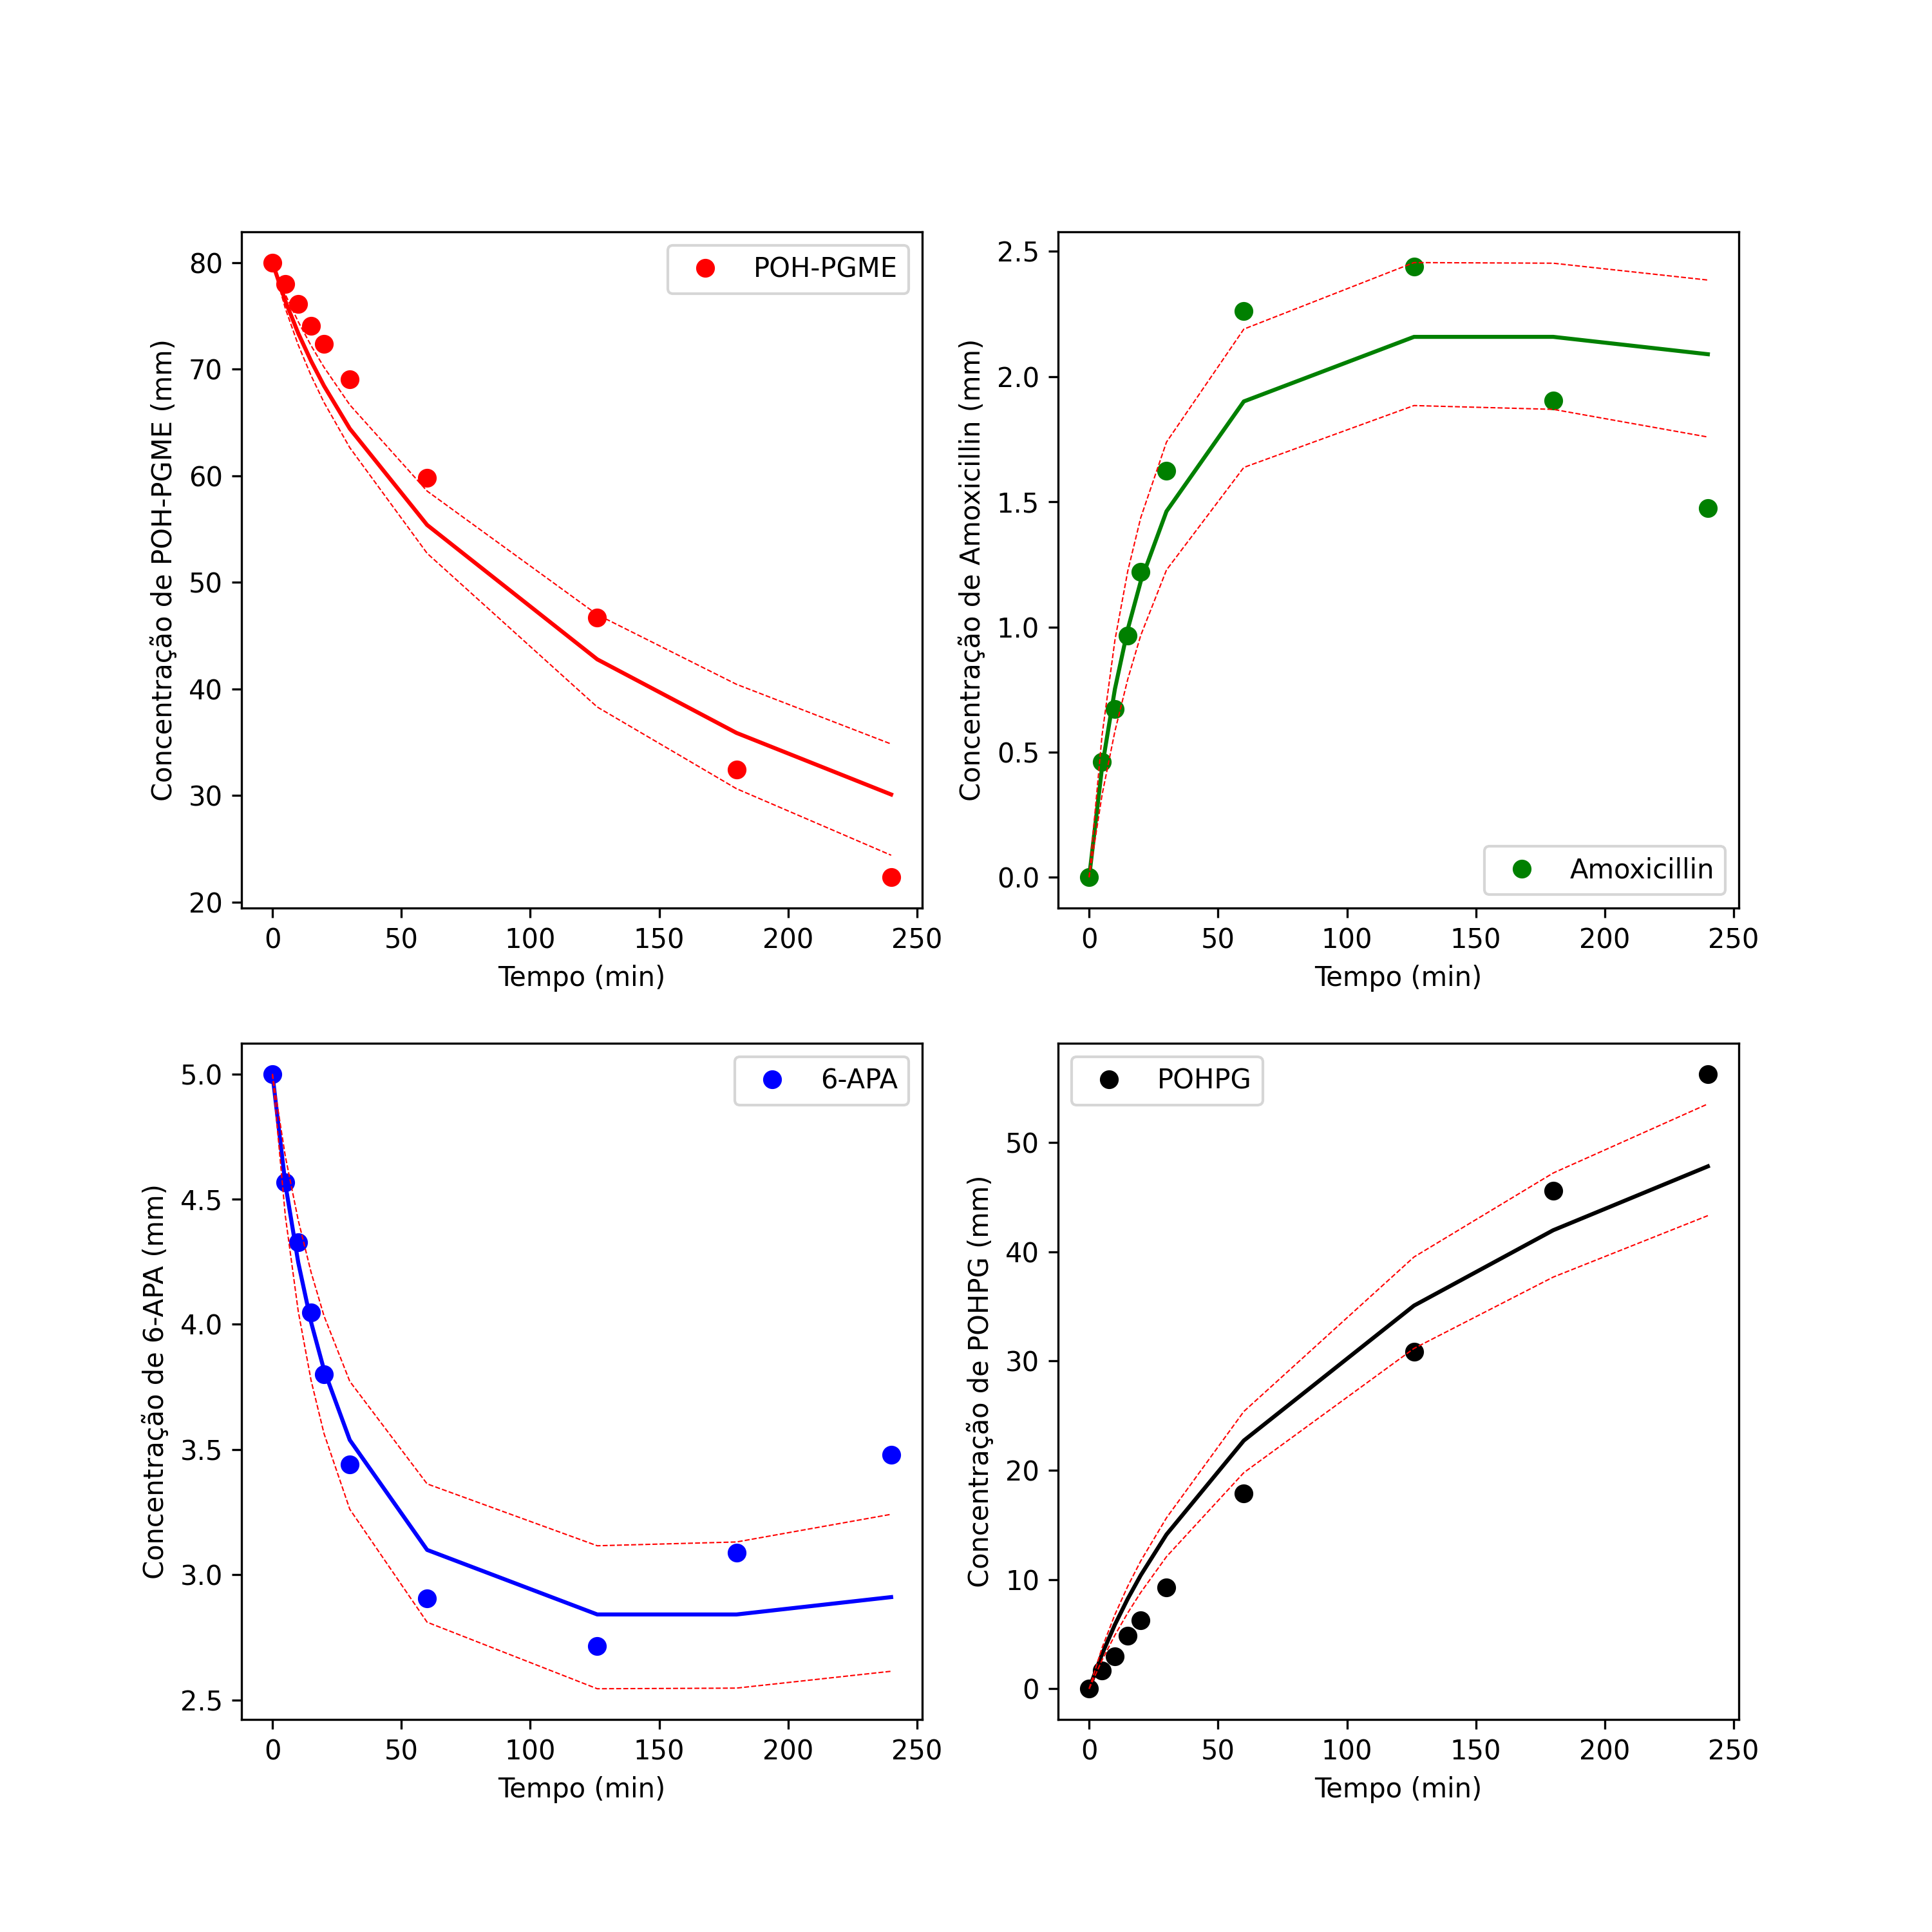 Concentração de POH-PGME (mm)
80
70
60
50
40
30
20
POH-PGME
0 50 100 150 200 250
Tempo (min)
Concentração de Amoxicillin (mm)
2.5
2.0
1.5
1.0
0.5
0.0
Amoxicillin
0 50 100 150 200 250
Tempo (min)
Concentração de 6-APA (mm)
5.0
4.5
4.0
3.5
3.0
2.5
6-APA
0 50 100 150 200 250
Tempo (min)
Concentração de POHPG (mm)
50
40
30
20
10
0
POHPG
0 50 100 150 200 250
Tempo (min)